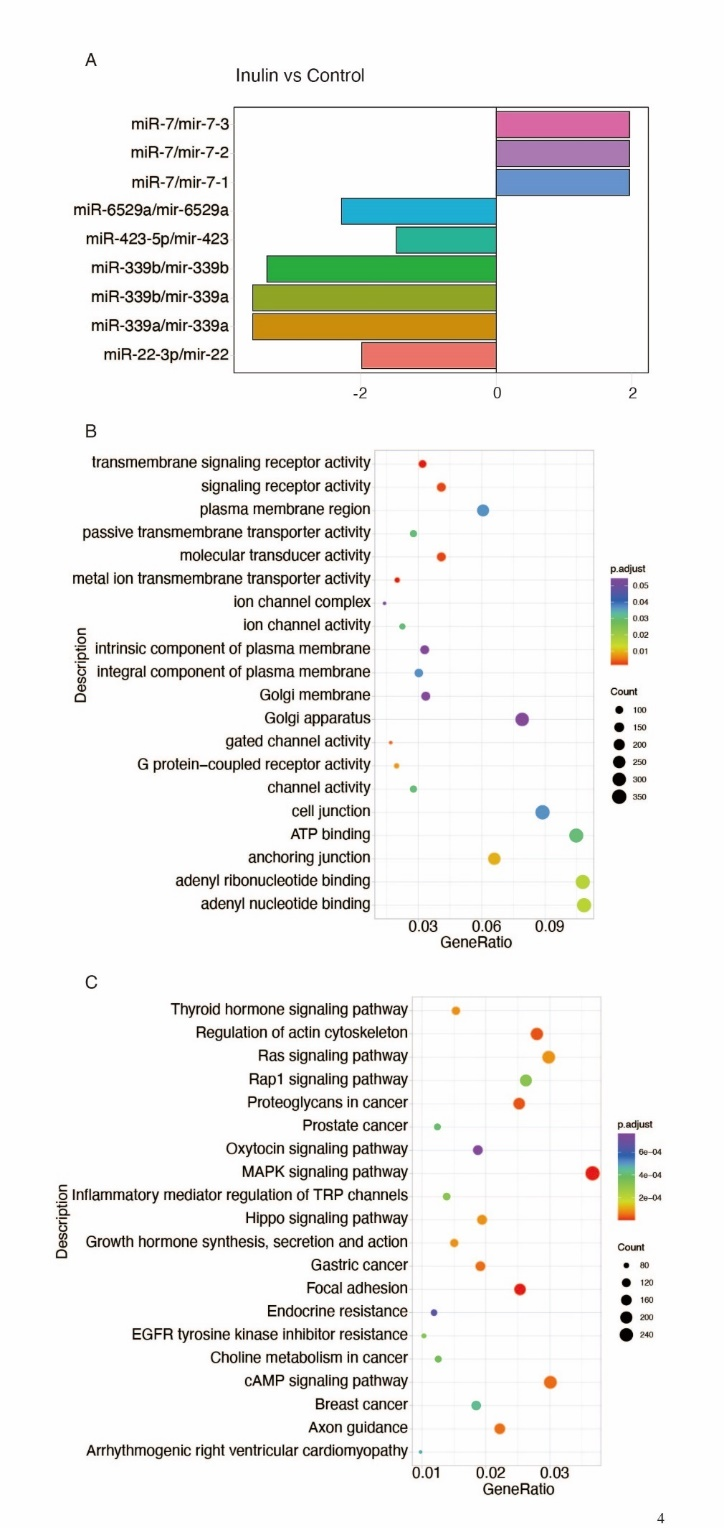 A
Inulin vs Control
miR-7/mir-7-3
miR-7/mir-7-2
miR-7/mir-7-1
miR-6529a/mir-6529a
miR-423-5p/mir-423
miR-339b/mir-339b
miR-339b/mir-339a
miR-339a/mir-339a
miR-22-3p/mir-22
-2 0 2
B
Description
transmembrane signaling receptor activity
signaling receptor activity
plasma membrane region
passive transmembrane transporter activity
molecular transducer activity
metal ion transmembrane transporter activity
ion channel complex
ion channel activity
intrinsic component of plasma membrane
integral component of plasma membrane
Golgi membrane
Golgi apparatus
gated channel activity
G protein−coupled receptor activity
channel activity
cell junction
ATP binding
anchoring junction
adenyl ribonucleotide binding
adenyl nucleotide binding
0.03 0.06 0.09
GeneRatio
p.adjust
0.05
0.04
0.03
0.02
0.01
Count
100
150
200
250
300
350
C
Description
Thyroid hormone signaling pathway
Regulation of actin cytoskeleton
Ras signaling pathway
Rap1 signaling pathway
Proteoglycans in cancer
Prostate cancer
Oxytocin signaling pathway
MAPK signaling pathway
Inflammatory mediator regulation of TRP channels
Hippo signaling pathway
Growth hormone synthesis, secretion and action
Gastric cancer
Focal adhesion
Endocrine resistance
EGFR tyrosine kinase inhibitor resistance
Choline metabolism in cancer
cAMP signaling pathway
Breast cancer
Axon guidance
Arrhythmogenic right ventricular cardiomyopathy
0.01 0.02 0.03
GeneRatio
p.adjust
6e−04
4e−04
2e−04
Count
80
120
160
200
240
4